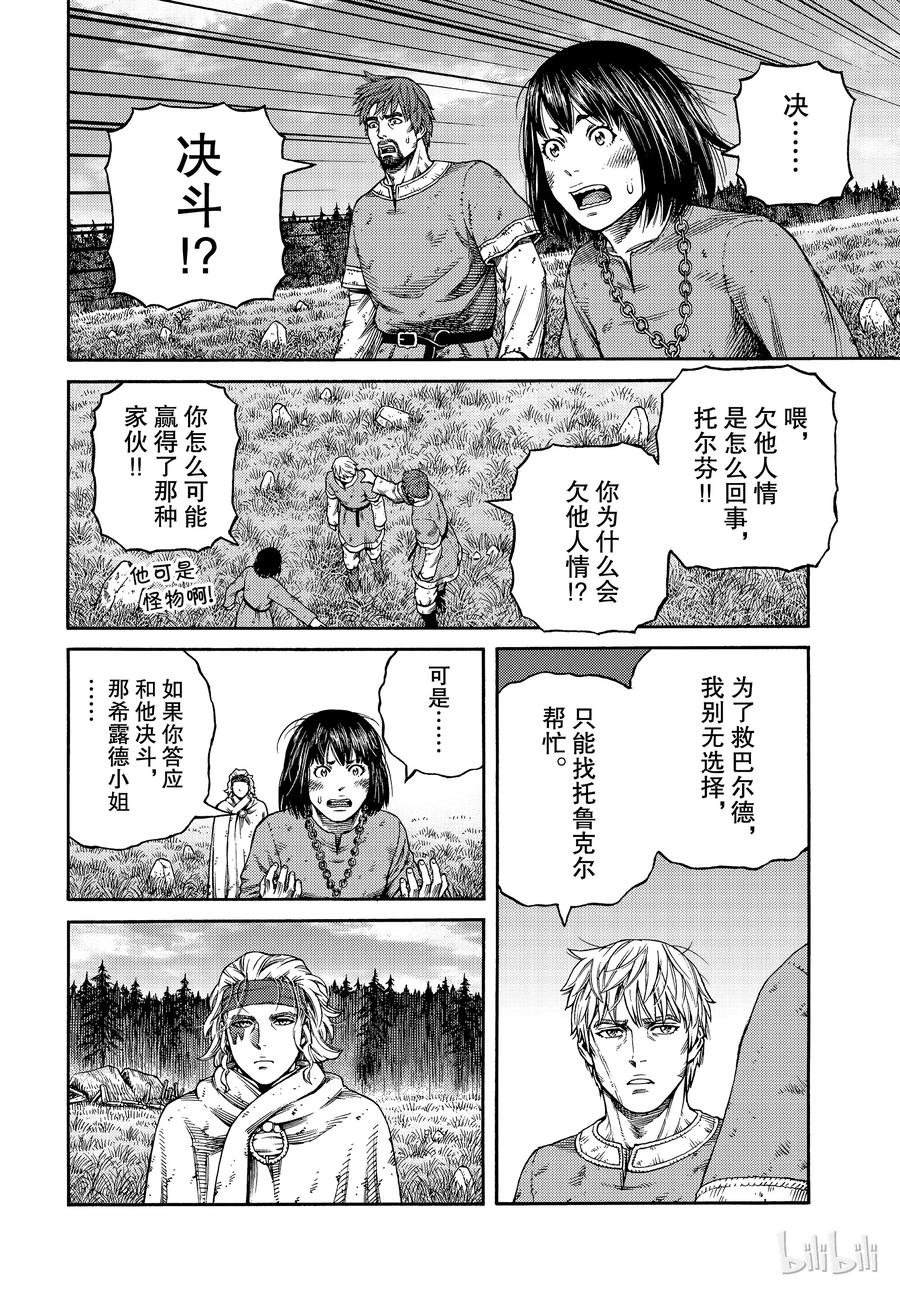 决
……
决斗
!?
喂，
欠他人情
是怎么回事，
托尔芬!!
你为什么会
欠他人情!?
你怎么可能
赢得了那种
家伙!!
他可是
怪物啊!
为了救巴尔德，
我别无选择，
只能找托鲁克尔
帮忙。
可是……
如果你答应
和他决斗，
那希露德小姐
……
bilibili